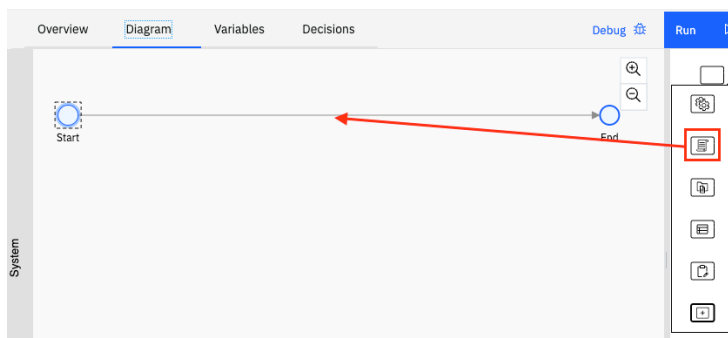 Overview Diagram Variables Decisions Debug Run
Start
End
System